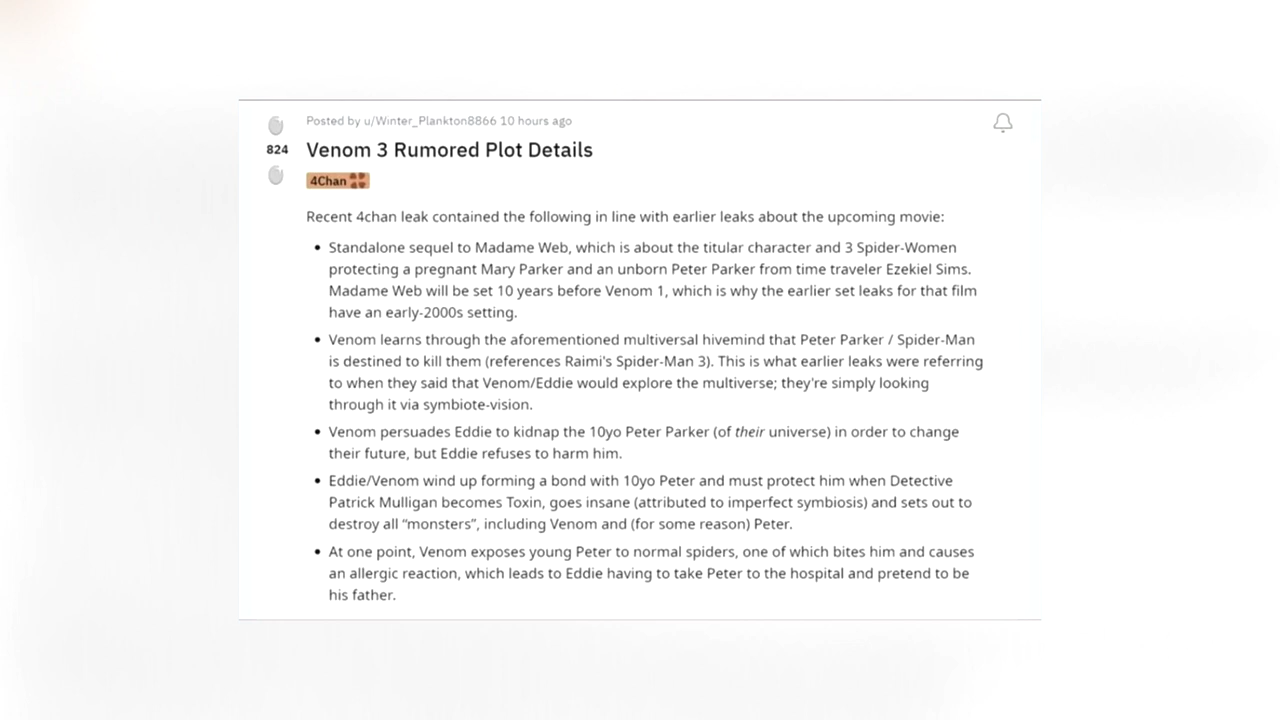 Posted by u/Winter_Plankton8866 10 hours ago
824
Venom 3 Rumored Plot Details
4Chan
Recent 4chan leak contained the following in line with earlier leaks about the upcoming movie:
• Standalone sequel to Madame Web, which is about the titular character and 3 Spider-Women
protecting a pregnant Mary Parker and an unborn Peter Parker from time traveler Ezekiel Sims.
Madame Web will be set 10 years before Venom 1, which is why the earlier set leaks for that film
have an early-2000s setting.
• Venom learns through the aforementioned multiversal hivemind that Peter Parker / Spider-Man
is destined to kill them (references Raimi's Spider-Man 3). This is what earlier leaks were referring
to when they said that Venom/Eddie would explore the multiverse; they're simply looking
through it via symbiote-vision.
• Venom persuades Eddie to kidnap the 10yo Peter Parker (of their universe) in order to change
their future, but Eddie refuses to harm him.
• Eddie/Venom wind up forming a bond with 10yo Peter and must protect him when Detective
Patrick Mulligan becomes Toxin, goes insane (attributed to imperfect symbiosis) and sets out to
destroy all “monsters”, including Venom and (for some reason) Peter.
• At one point, Venom exposes young Peter to normal spiders, one of which bites him and causes
an allergic reaction, which leads to Eddie having to take Peter to the hospital and pretend to be
his father.